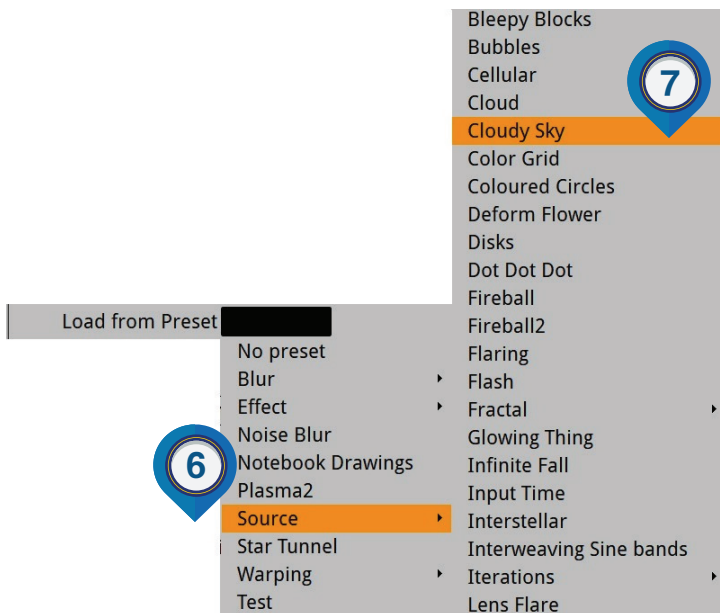 Load from Preset
No preset
Blur
Effect
Noise Blur
Notebook Drawings
Plasma2
Source
Star Tunnel
Warping
Test
6
Bleepy Blocks
Bubbles
Cellular
Cloud
Cloudy Sky
Color Grid
Coloured Circles
Deform Flower
Disks
Dot Dot Dot
Fireball
Fireball2
Flaring
Flash
Fractal
Glowing Thing
Infinite Fall
Input Time
Interstellar
Interweaving Sine bands
Iterations
Lens Flare
7